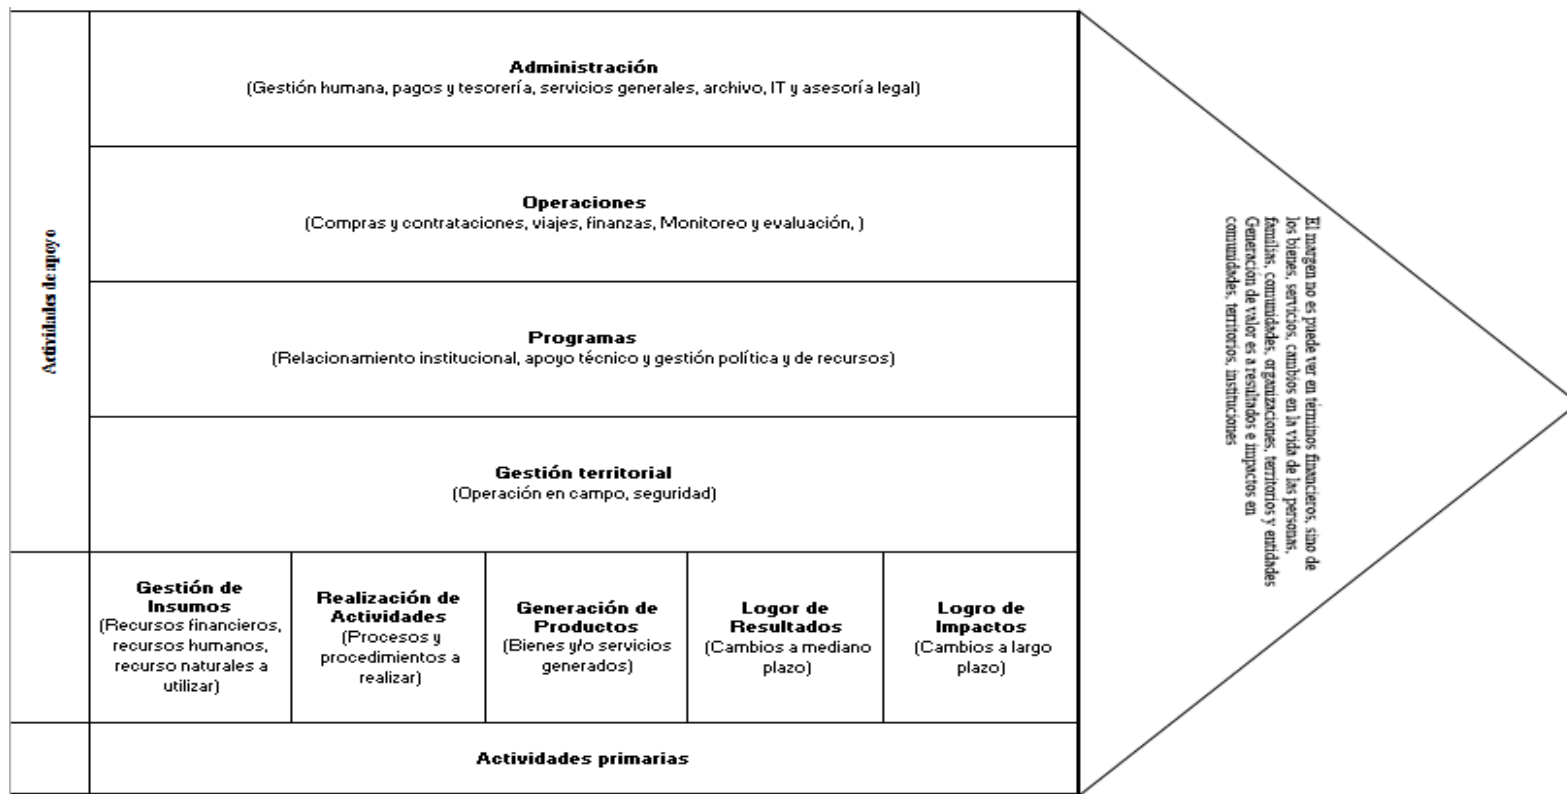 Administración
(Gestión humana, pagos y tesorería, servicios generales, archivo, IT y asesoría legal)
Operaciones
(Compras y contrataciones, viajes, finanzas, Monitoreo y evaluación, )
Actividades de apoyo
Programas
(Relacionamiento institucional, apoyo técnico y gestión política y de recursos)
Gestión territorial
(Operación en campo, seguridad)
Gestión de
Insumos
(Recursos financieros,
recursos humanos,
recurso naturales a
utilizar)
Realización de
Actividades
(Procesos y
procedimientos a
realizar)
Generación de
Productos
(Bienes y/o servicios
generados)
Logor de
Resultados
(Cambios a mediano
plazo)
Logro de
Impactos
(Cambios a largo
plazo)
Actividades primarias
El margen no es puede ver en términos financieros, sino de
los bienes, servicios, cambios en la vida de las personas,
familias, comunidades, organizaciones, territorios y entidades
Generación de valor es a resultados e impactos en
comunidades, territorios, instituciones